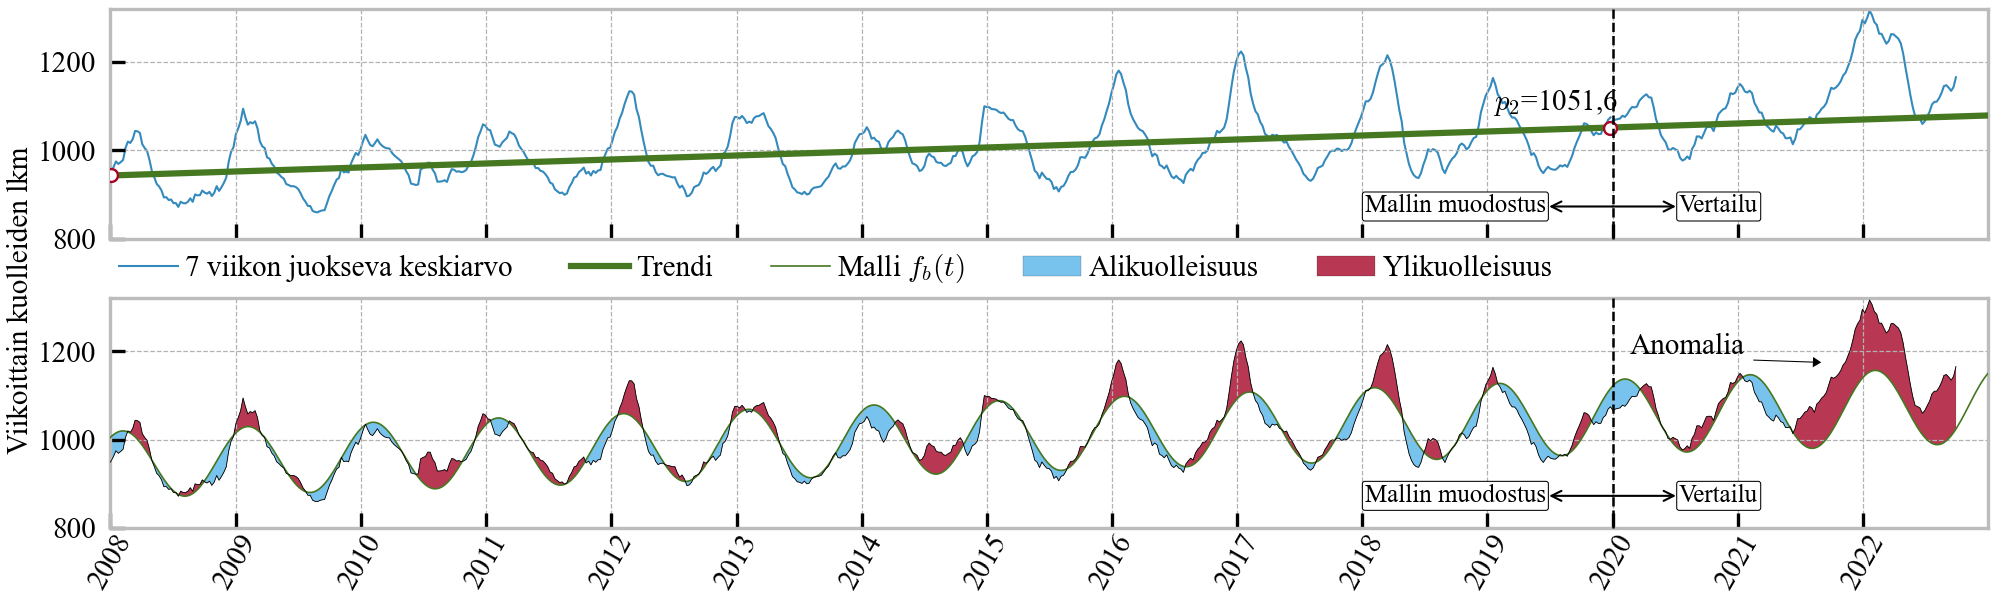 Viikoittain kuolleiden lkm
1200
1000
800
p₂=1051,6
Mallin muodostus
Vertailu
7 viikon juokseva keskiarvo
Trendi
Malli f_b(t)
Alikuolleisuus
Ylikuolleisuus
1200
1000
800
Anomalia
Mallin muodostus
Vertailu
2008
2009
2010
2011
2012
2013
2014
2015
2016
2017
2018
2019
2020
2021
2022